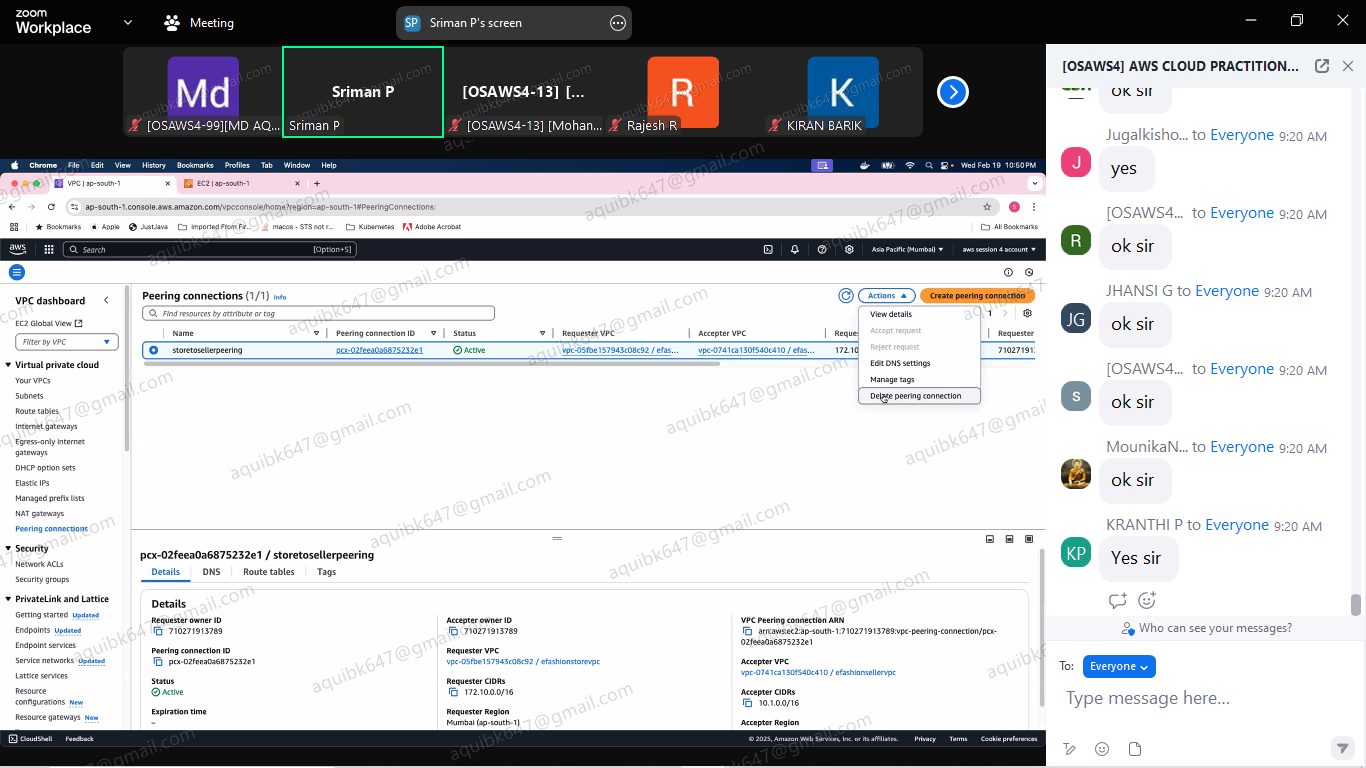 zoom
Workplace
Meeting
SP Sriman P's screen
Md
[OSAWS4-99][MD AQ...
Sriman P
Sriman P
[OSAWS4-13] [...
[OSAWS4-13] [Mohan...
R
Rajesh R
K
KIRAN BARIK
Chrome File Edit View History Bookmarks Profiles Tab Window Help
Wed Feb 19 10:50 PM
VPC | ap-south-1
EC2 | ap-south-1
ap-south-1.console.aws.amazon.com/vpcconsole/home?region=ap-south-1#PeeringConnections:
Bookmarks Apple JustJava Imported From Fir... macos - STS not r... Kubernetes Adobe Acrobat All Bookmarks
aws Search [Option+S] Asia Pacific (Mumbai) aws session 4 account
VPC dashboard
EC2 Global View
Filter by VPC
Virtual private cloud
Your VPCs
Subnets
Route tables
Internet gateways
Egress-only internet
gateways
DHCP option sets
Elastic IPs
Managed prefix lists
NAT gateways
Peering connections
Security
Network ACLs
Security groups
PrivateLink and Lattice
Getting started Updated
Endpoints Updated
Endpoint services
Service networks Updated
Lattice services
Resource
configurations New
Resource gateways New
Peering connections (1/1) Info
Actions
Create peering connection
Find resources by attribute or tag
1
Name Peering connection ID Status Requester VPC Accepter VPC Reque Requester
storetosellerpeering pcx-02feea0a6875232e1 Active vpc-05fbe157943c08c92 / efas... vpc-0741ca130f540c410 / efas... 172.10 710271913
View details
Accept request
Reject request
Edit DNS settings
Manage tags
Delete peering connection
pcx-02feea0a6875232e1 / storetosellerpeering
Details DNS Route tables Tags
Details
Requester owner ID
710271913789
Peering connection ID
pcx-02feea0a6875232e1
Status
Active
Expiration time
–
Accepter owner ID
710271913789
Requester VPC
vpc-05fbe157943c08c92 / efashionstorevpc
Requester CIDRs
172.10.0.0/16
Requester Region
Mumbai (ap-south-1)
VPC Peering connection ARN
arn:aws:ec2:ap-south-1:710271913789:vpc-peering-connection/pcx-
02feea0a6875232e1
Accepter VPC
vpc-0741ca130f540c410 / efashionsellervpc
Accepter CIDRs
10.1.0.0/16
Accepter Region
CloudShell Feedback
© 2025, Amazon Web Services, Inc. or its affiliates. Privacy Terms Cookie preferences
[OSAWS4] AWS CLOUD PRACTITION...
ok sir
Jugalkisho... to Everyone 9:20 AM
J
yes
[OSAWS4... to Everyone 9:20 AM
R
ok sir
JHANSI G to Everyone 9:20 AM
JG
ok sir
[OSAWS4... to Everyone 9:20 AM
S
ok sir
MounikaN... to Everyone 9:20 AM
ok sir
KRANTHI P to Everyone 9:20 AM
KP
Yes sir
Who can see your messages?
To: Everyone
Type message here...
aquibk647@gmail.com